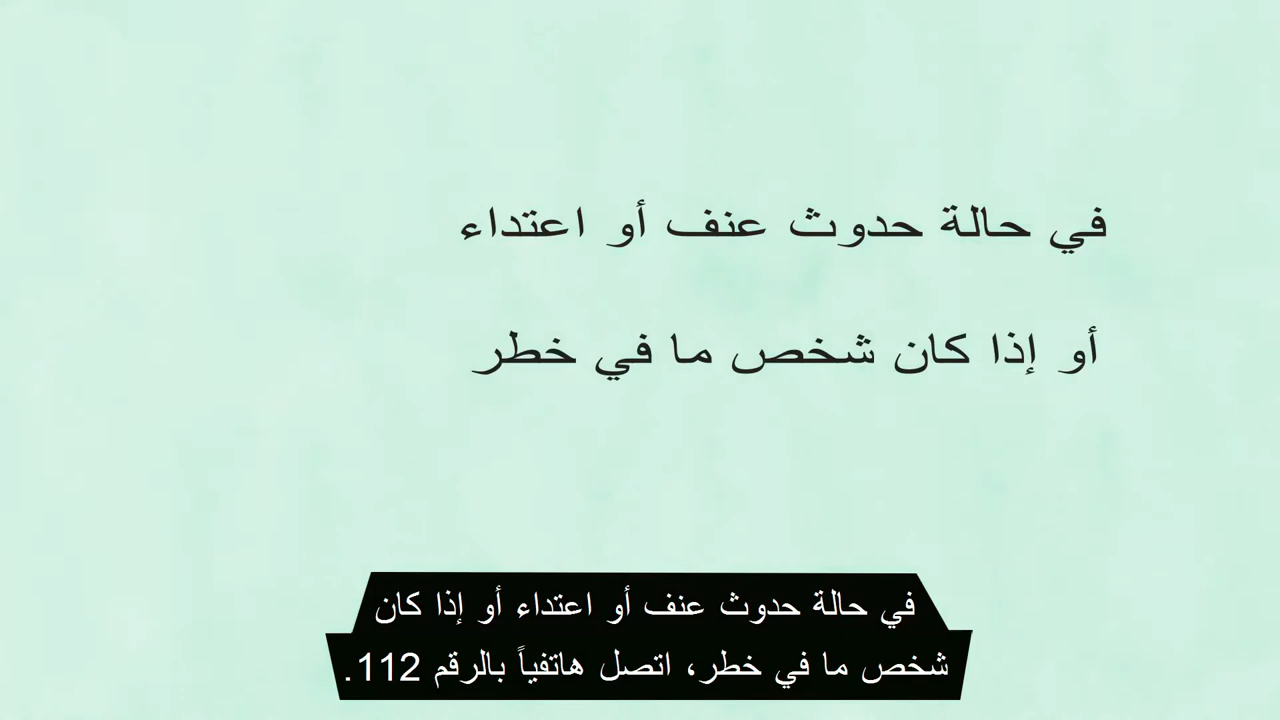 في حالة حدوث عنف أو اعتداء
أو إذا كان شخص ما في خطر
في حالة حدوث عنف أو اعتداء أو إذا كان
شخص ما في خطر، اتصل هاتفياً بالرقم 112.